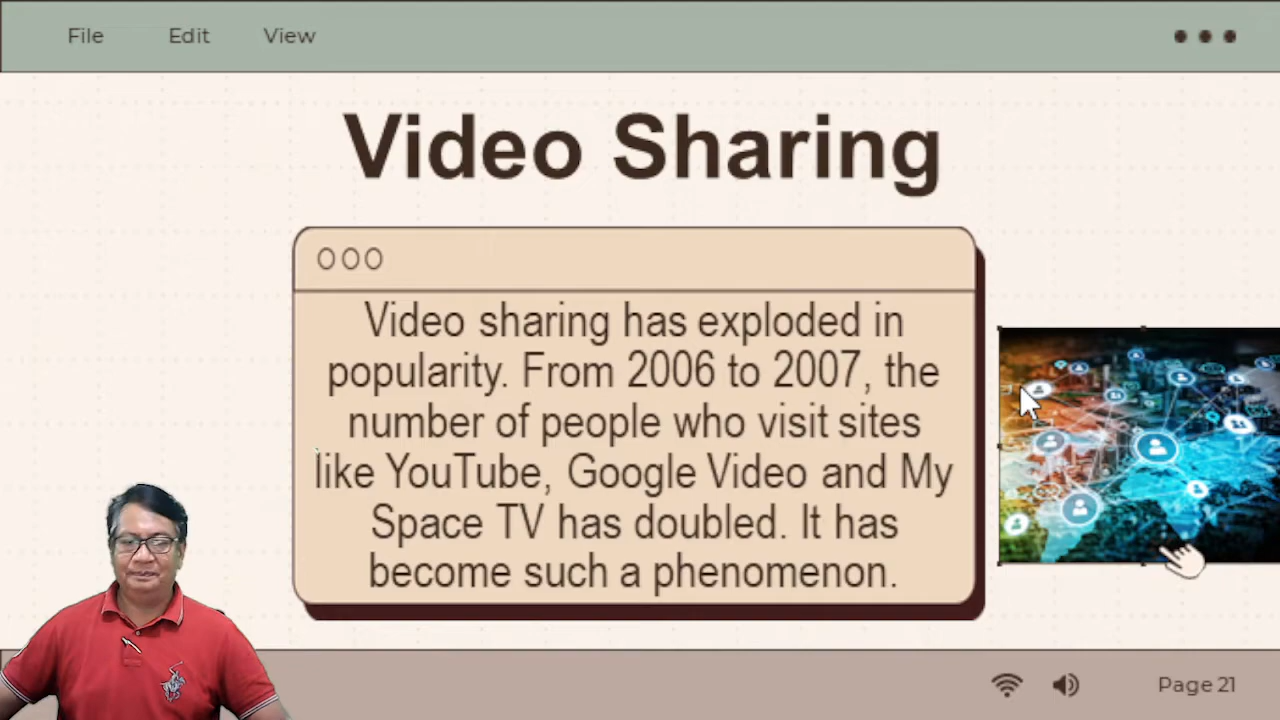 File Edit View
Video Sharing
Video sharing has exploded in
popularity. From 2006 to 2007, the
number of people who visit sites
like YouTube, Google Video and My
Space TV has doubled. It has
become such a phenomenon.
Page 21